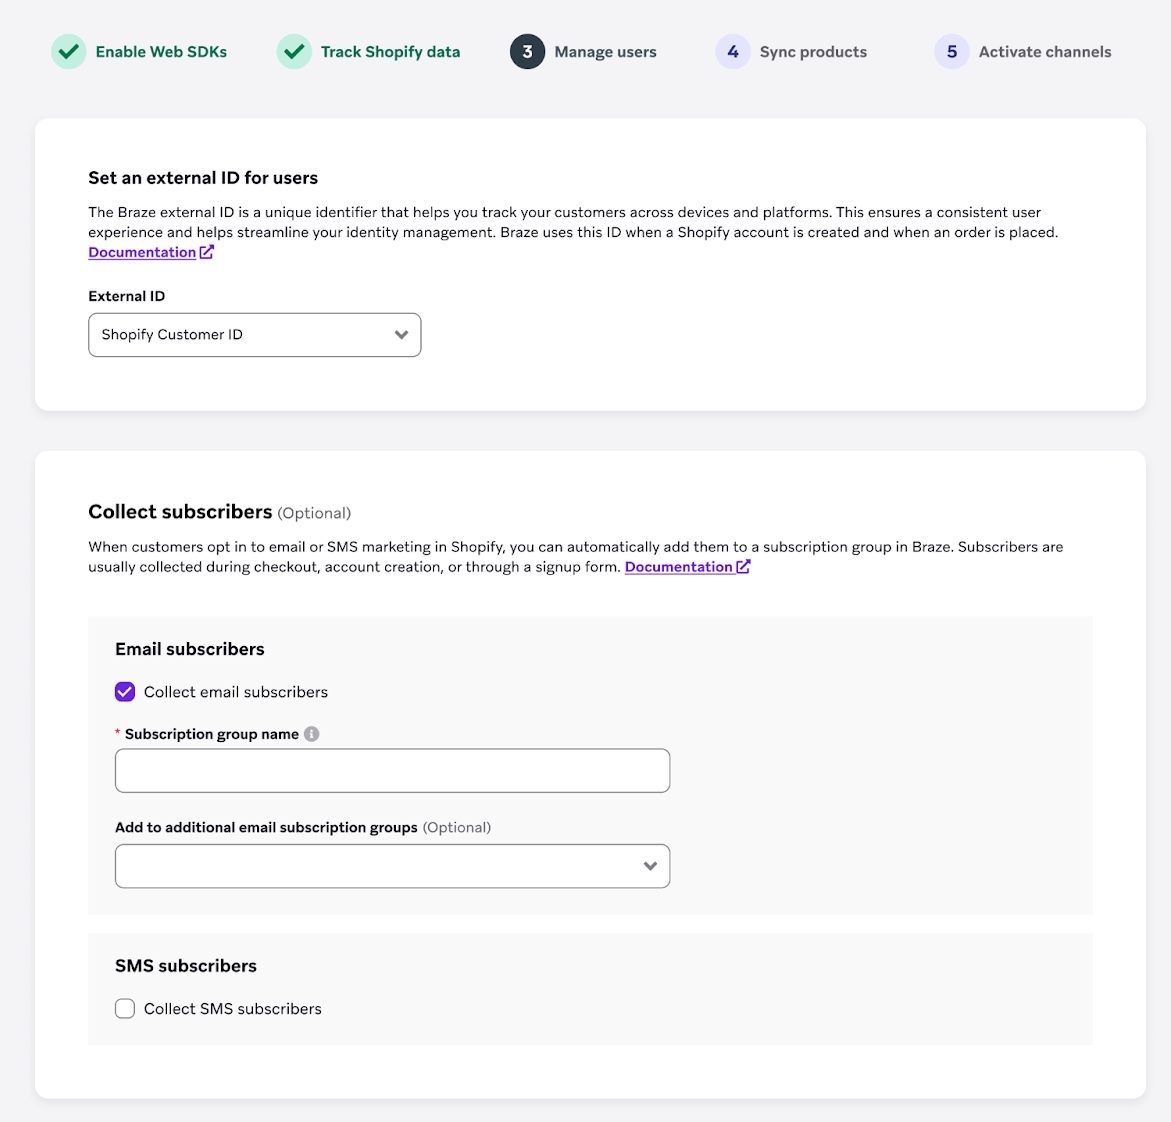 Enable Web SDKs
Track Shopify data
3 Manage users
4 Sync products
5 Activate channels
Set an external ID for users
The Braze external ID is a unique identifier that helps you track your customers across devices and platforms. This ensures a consistent user
experience and helps streamline your identity management. Braze uses this ID when a Shopify account is created and when an order is placed.
Documentation
External ID
Shopify Customer ID
Collect subscribers (Optional)
When customers opt in to email or SMS marketing in Shopify, you can automatically add them to a subscription group in Braze. Subscribers are
usually collected during checkout, account creation, or through a signup form. Documentation
Email subscribers
Collect email subscribers
* Subscription group name
Add to additional email subscription groups (Optional)
SMS subscribers
Collect SMS subscribers